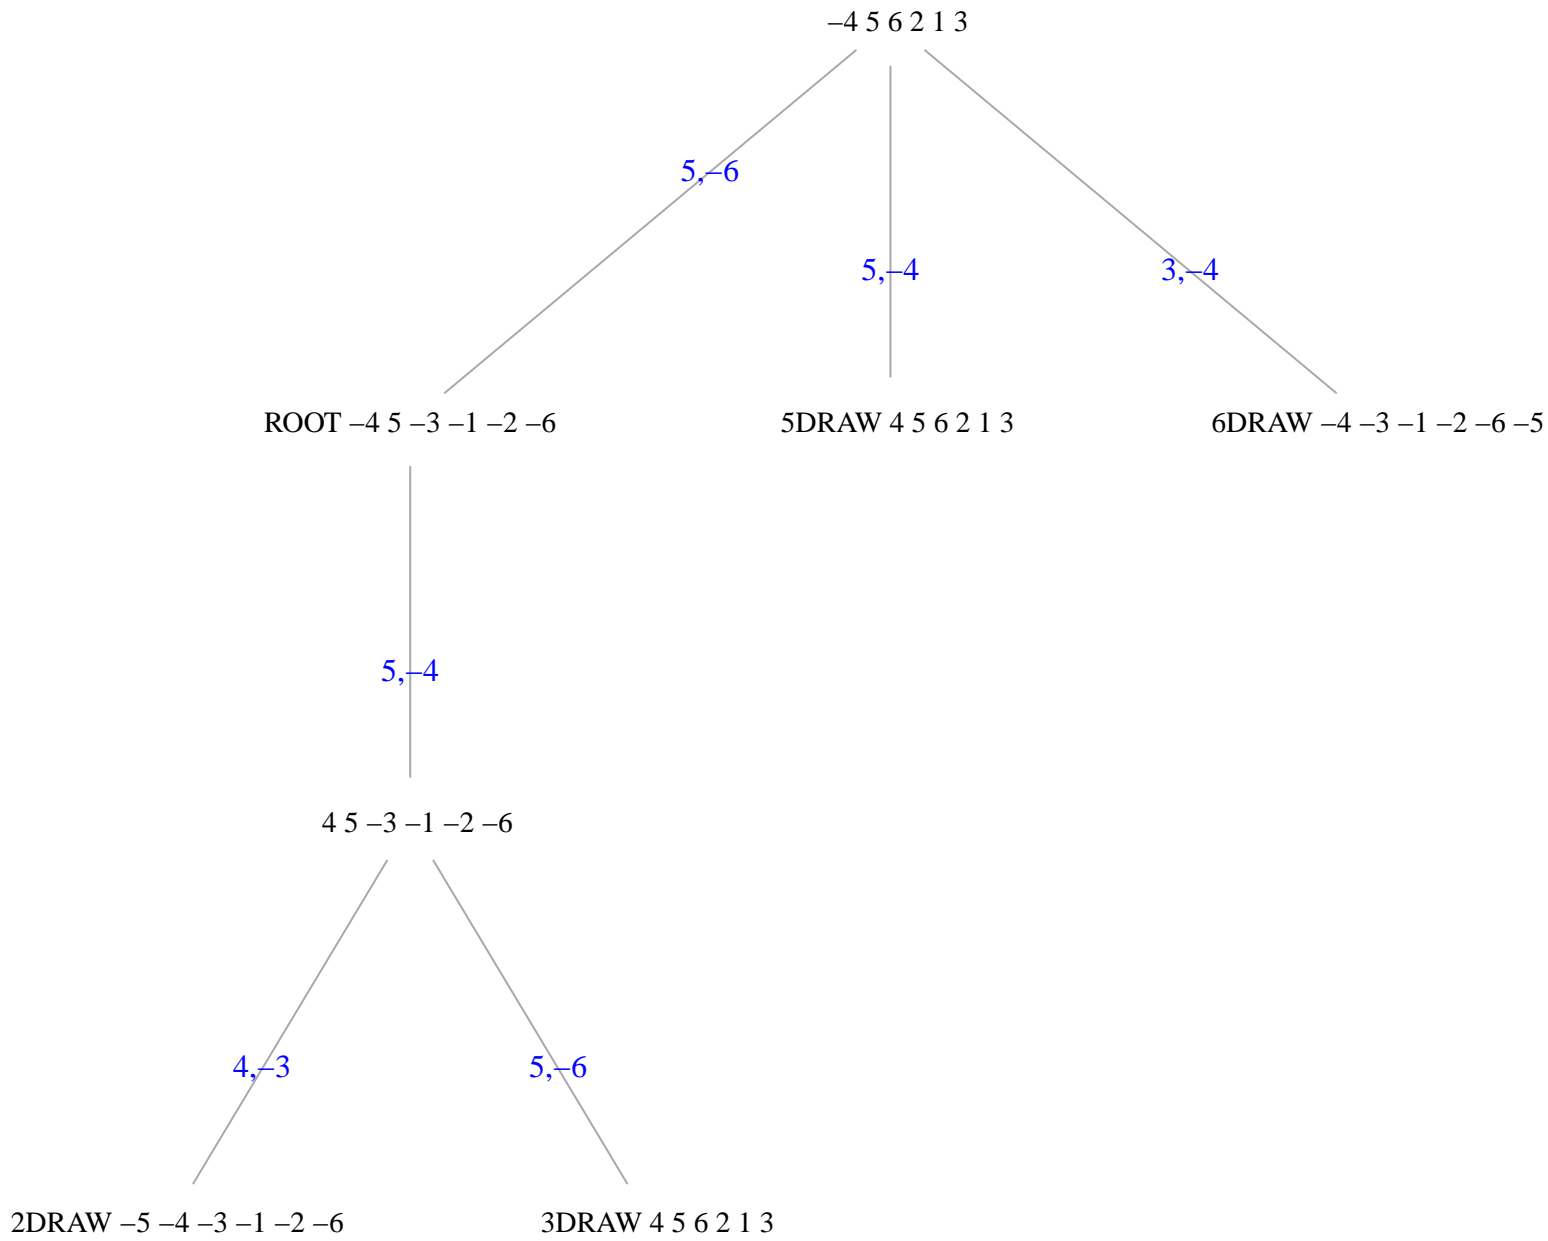 –4 5 6 2 1 3
5,–6
5,–4
3,–4
ROOT –4 5 –3 –1 –2 –6
5DRAW 4 5 6 2 1 3
6DRAW –4 –3 –1 –2 –6 –5
5,–4
4 5 –3 –1 –2 –6
4,–3
5,–6
2DRAW –5 –4 –3 –1 –2 –6
3DRAW 4 5 6 2 1 3